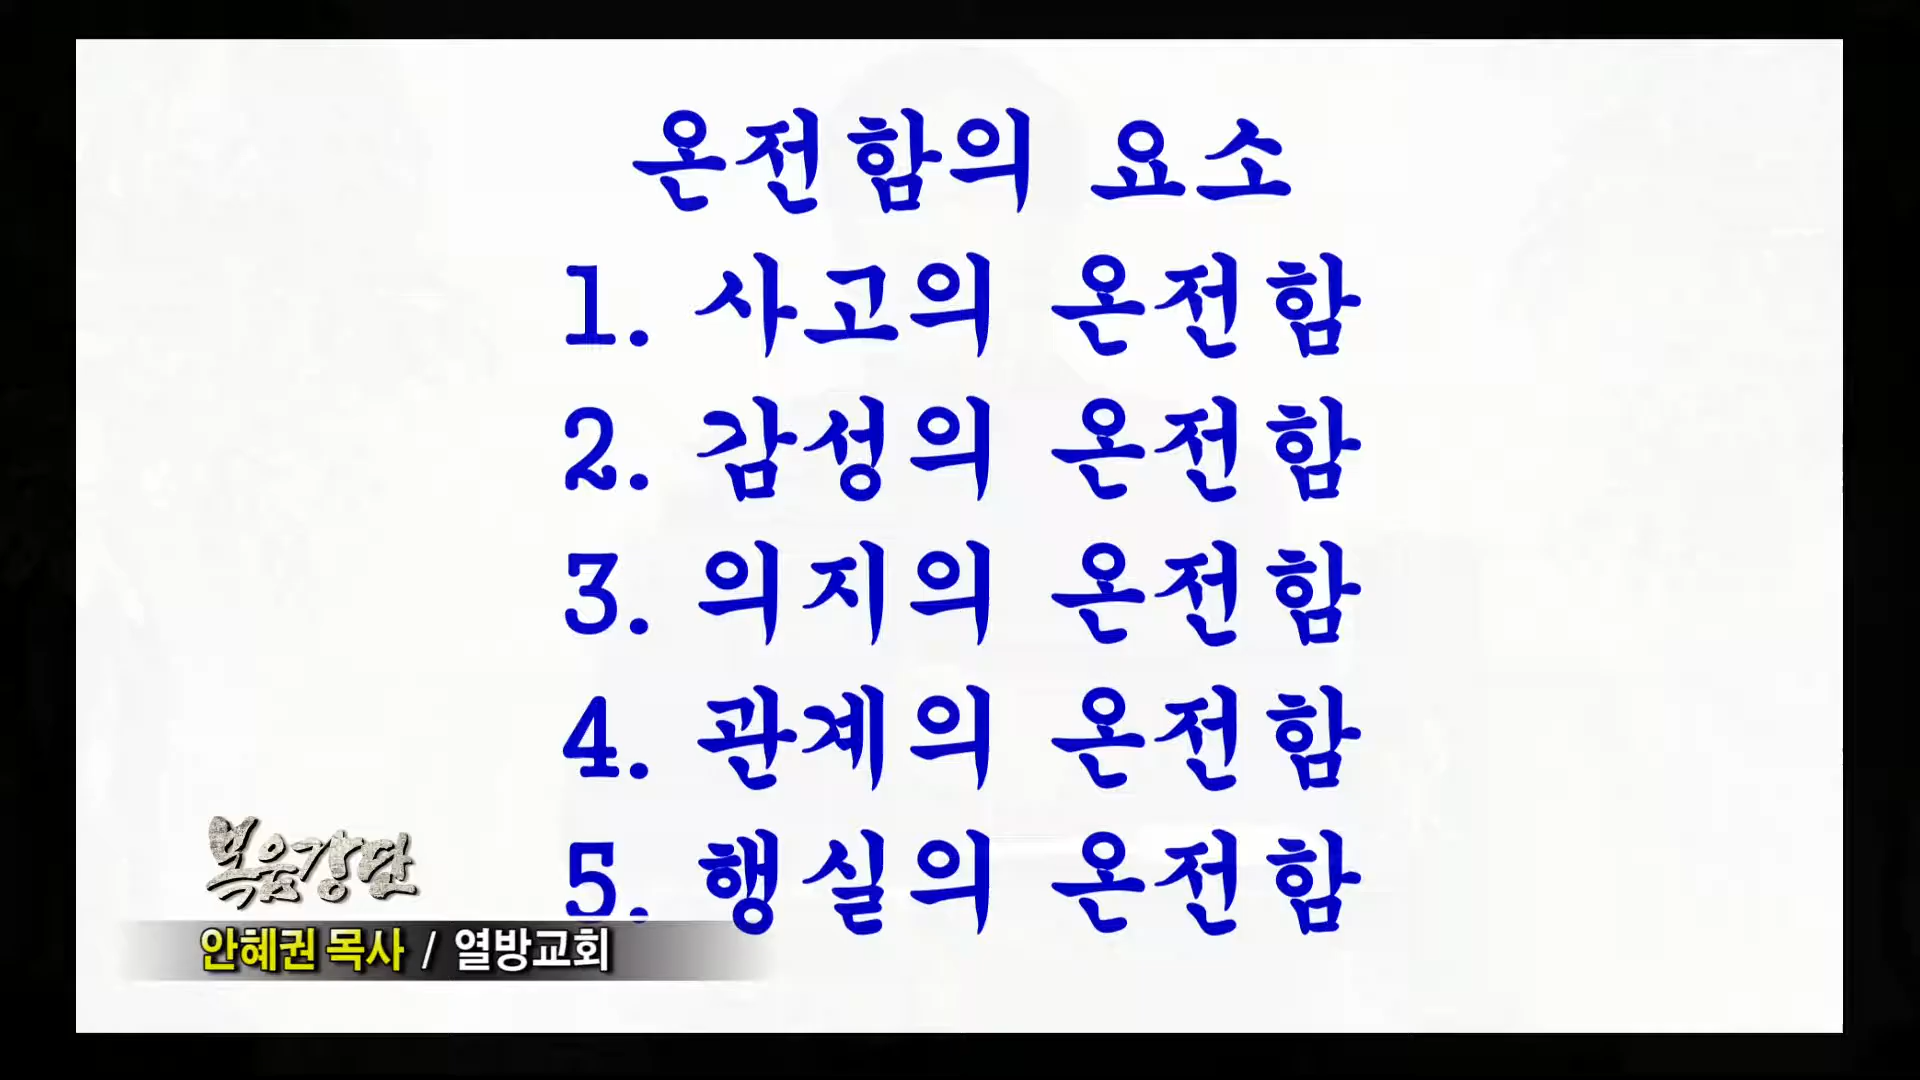 온전함의 요소
1. 사고의 온전함
2. 감성의 온전함
3. 의지의 온전함
4. 관계의 온전함
5. 행실의 온전함
복음강단
안혜권 목사 / 열방교회